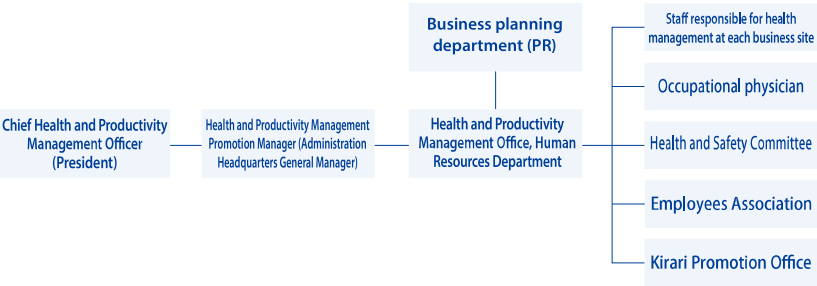 Business planning
department (PR)
Staff responsible for health
management at each business site
Occupational physician
Chief Health and Productivity
Management Officer
(President)
Health and Productivity Management
Promotion Manager (Administration
Headquarters General Manager)
Health and Productivity
Management Office, Human
Resources Department
Health and Safety Committee
Employees Association
Kirari Promotion Office